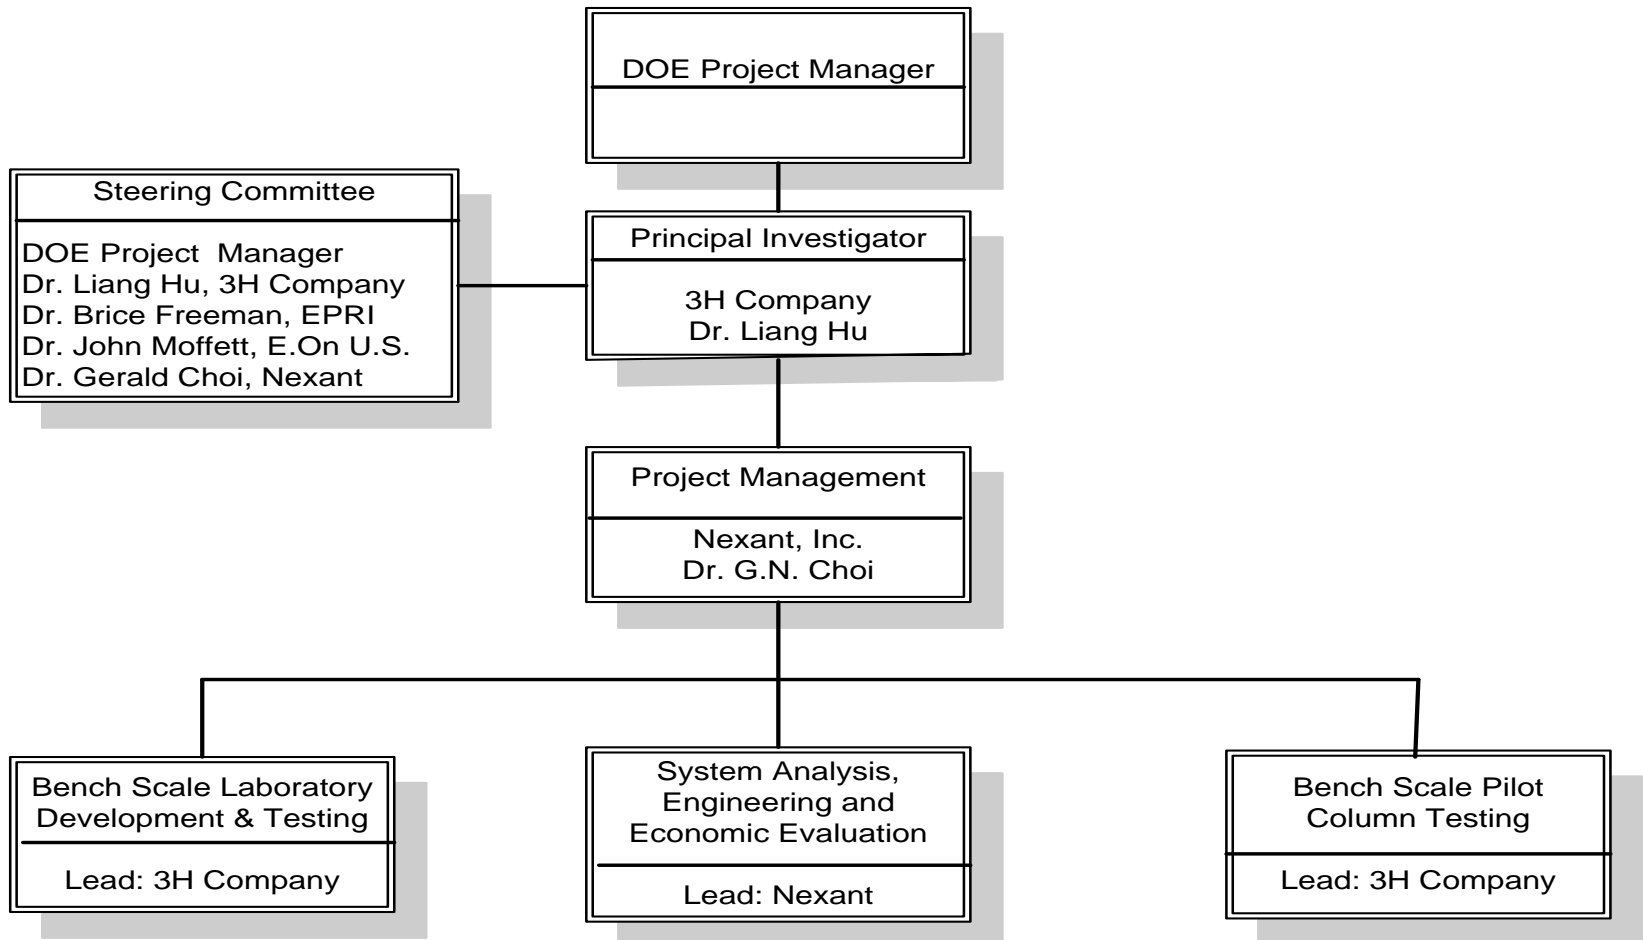 DOE Project Manager
Steering Committee
DOE Project  Manager
Dr. Liang Hu, 3H Company
Dr. Brice Freeman, EPRI
Dr. John Moffett, E.On U.S.
Dr. Gerald Choi, Nexant
Principal Investigator
3H Company
Dr. Liang Hu
Project Management
Nexant, Inc.
Dr. G.N. Choi
Bench Scale Laboratory
Development & Testing
Lead: 3H Company
System Analysis,
Engineering and
Economic Evaluation
Lead: Nexant
Bench Scale Pilot
Column Testing
Lead: 3H Company